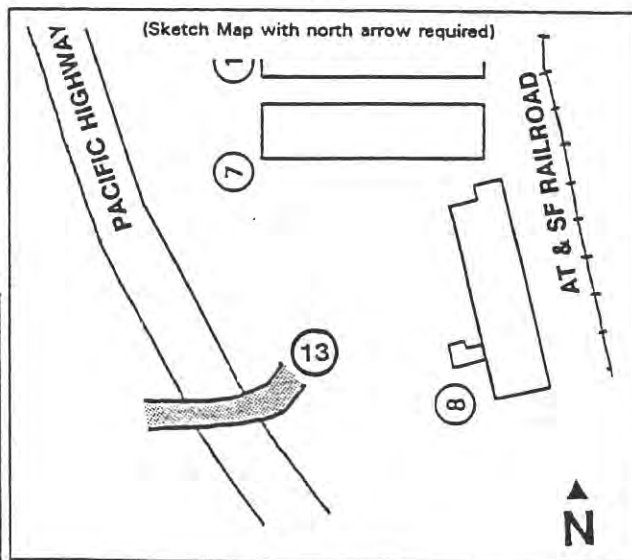 (Sketch Map with north arrow required)
PACIFIC HIGHWAY
1
7
AT & SF RAILROAD
13
8
N